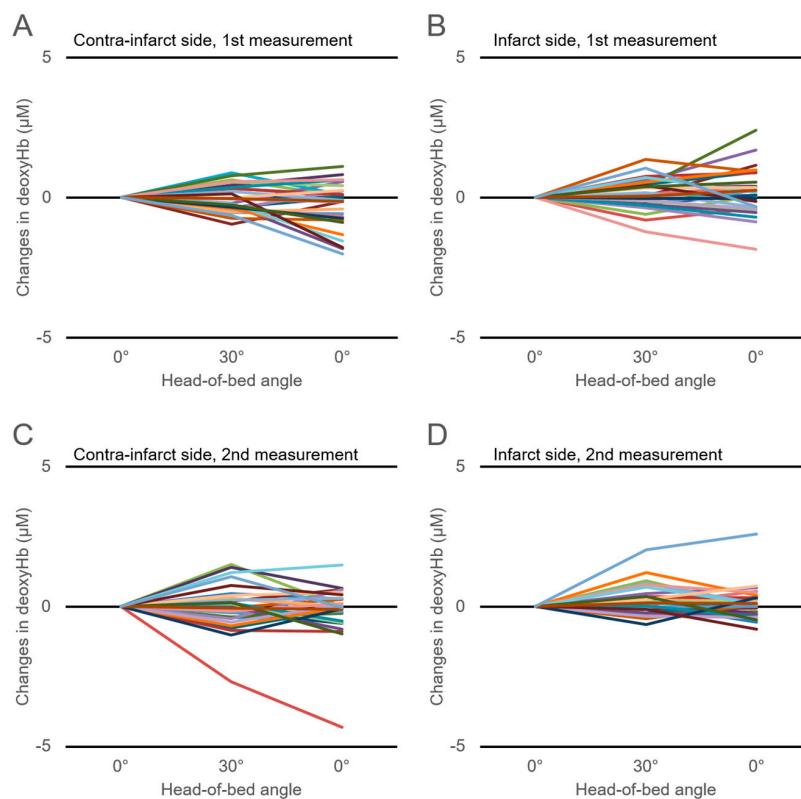 A
Contra-infarct side, 1st measurement
5
0
-5
Changes in deoxyHb (µM)
0° 30° 0°
Head-of-bed angle
B
Infarct side, 1st measurement
5
0
-5
Changes in deoxyHb (µM)
0° 30° 0°
Head-of-bed angle
C
Contra-infarct side, 2nd measurement
5
0
-5
Changes in deoxyHb (µM)
0° 30° 0°
Head-of-bed angle
D
Infarct side, 2nd measurement
5
0
-5
Changes in deoxyHb (µM)
0° 30° 0°
Head-of-bed angle